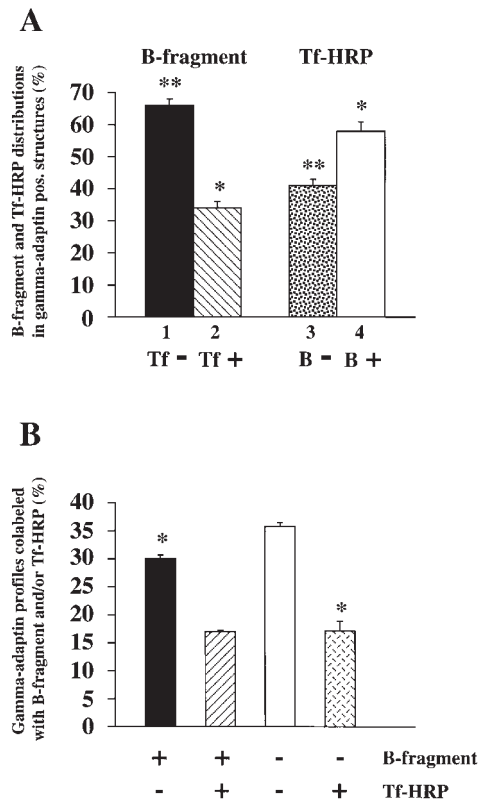 A
B-fragment Tf-HRP
B-fragment and Tf-HRP distributions
in gamma-adaptin pos. structures (%)
70
60
50
40
30
20
10
0
** * ** *
1 2 3 4
Tf - Tf + B - B +
B
Gamma-adaptin profiles colabeled
with B-fragment and/or Tf-HRP (%)
40
35
30
25
20
15
10
5
0
* *
+ + - - B-fragment
- + - + Tf-HRP